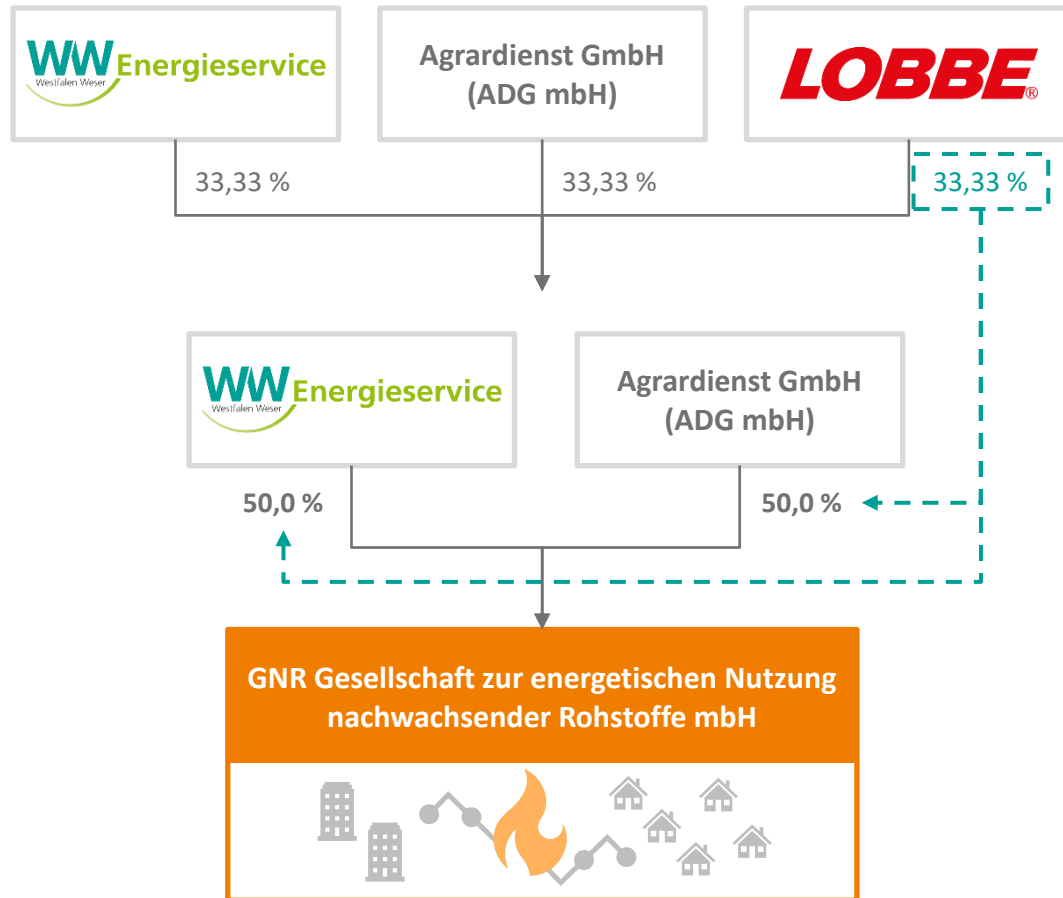 WW Energieservice
Westfalen Weser
Agrardienst GmbH
(ADG mbH)
LOBBE®
33,33 %
33,33 %
33,33 %
WW Energieservice
Westfalen Weser
Agrardienst GmbH
(ADG mbH)
50,0 %
50,0 %
GNR Gesellschaft zur energetischen Nutzung
nachwachsender Rohstoffe mbH